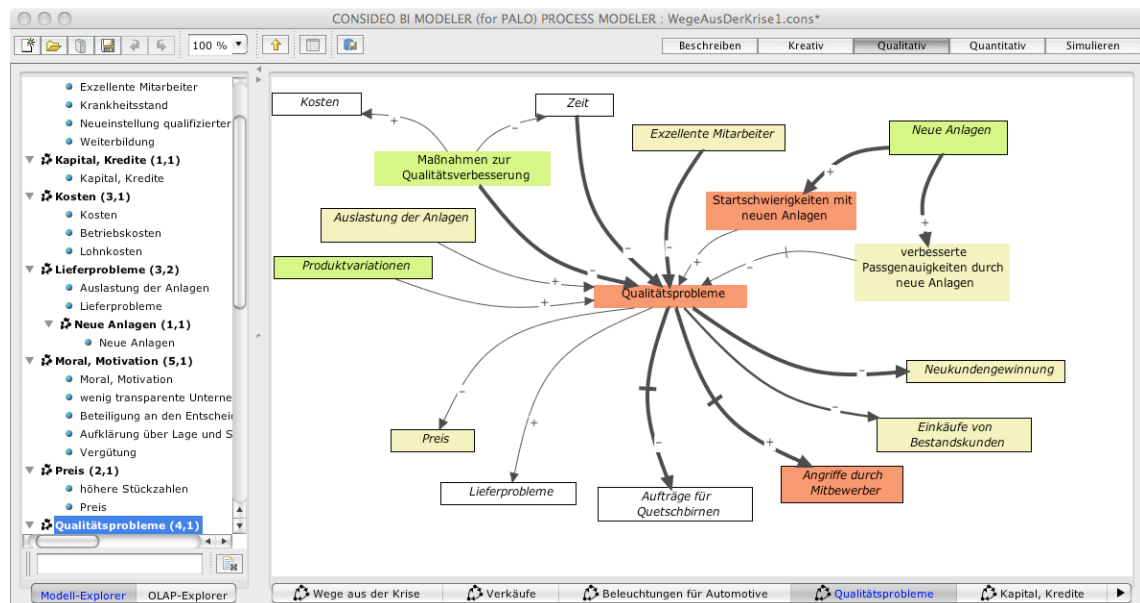 CONSIDEO BI MODELER (for PALO) PROCESS MODELER : WegeAusDerKrise1.cons*
100 %
Beschreiben
Kreativ
Qualitativ
Quantitativ
Simulieren
Exzellente Mitarbeiter
Krankheitsstand
Neueinstellung qualifizierter
Weiterbildung
Kapital, Kredite (1,1)
Kapital, Kredite
Kosten (3,1)
Kosten
Betriebskosten
Lohnkosten
Lieferprobleme (3,2)
Auslastung der Anlagen
Lieferprobleme
Neue Anlagen (1,1)
Neue Anlagen
Moral, Motivation (5,1)
Moral, Motivation
wenig transparente Unterne
Beteiligung an den Entschei
Aufklärung über Lage und S
Vergütung
Preis (2,1)
höhere Stückzahlen
Preis
Qualitätsprobleme (4,1)
Modell-Explorer
OLAP-Explorer
Kosten
Zeit
Exzellente Mitarbeiter
Neue Anlagen
+
–
Maßnahmen zur
Qualitätsverbesserung
+
Startschwierigkeiten mit
neuen Anlagen
+
Auslastung der Anlagen
–
–
–
+
–
verbesserte
Passgenauigkeiten durch
neue Anlagen
Produktvariationen
+
+
Qualitätsprobleme
–
Neukundengewinnung
–
+
–
–
+
Einkäufe von
Bestandskunden
Preis
Lieferprobleme
Aufträge für
Quetschbirnen
Angriffe durch
Mitbewerber
Wege aus der Krise
Verkäufe
Beleuchtungen für Automotive
Qualitätsprobleme
Kapital, Kredite